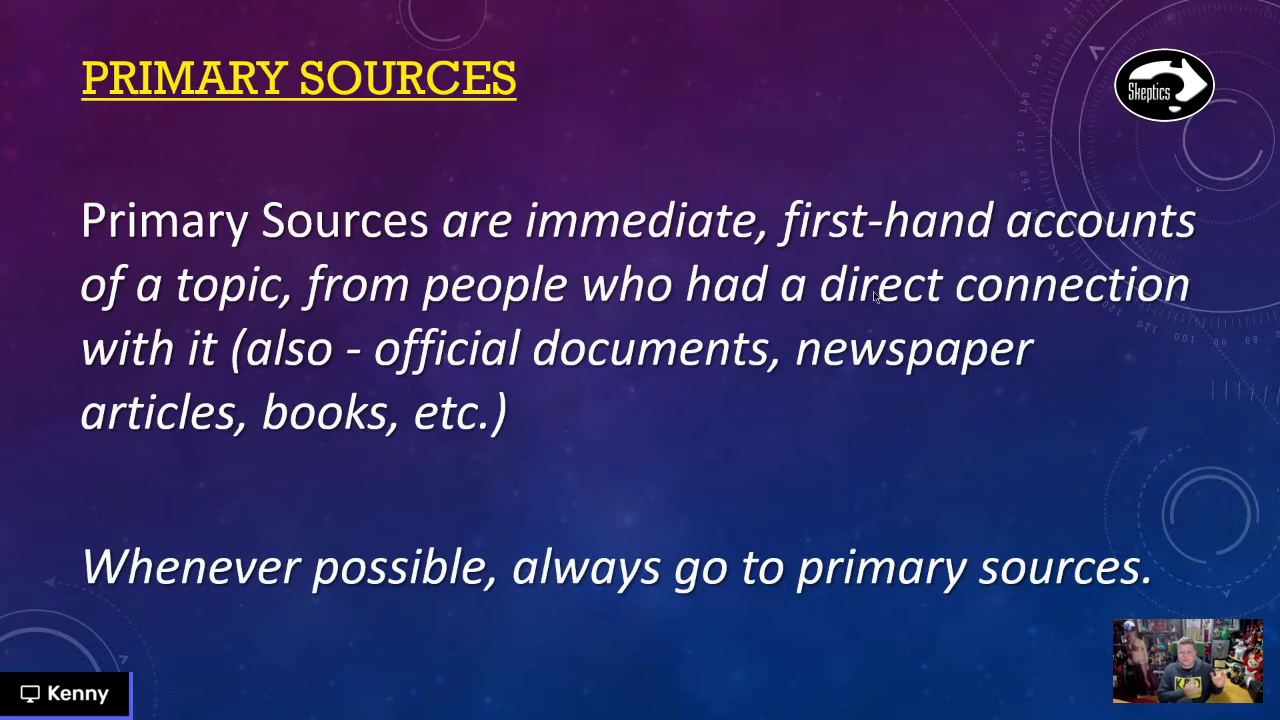 PRIMARY SOURCES
Skeptics
Primary Sources are immediate, first-hand accounts
of a topic, from people who had a direct connection
with it (also - official documents, newspaper
articles, books, etc.)
Whenever possible, always go to primary sources.
Kenny